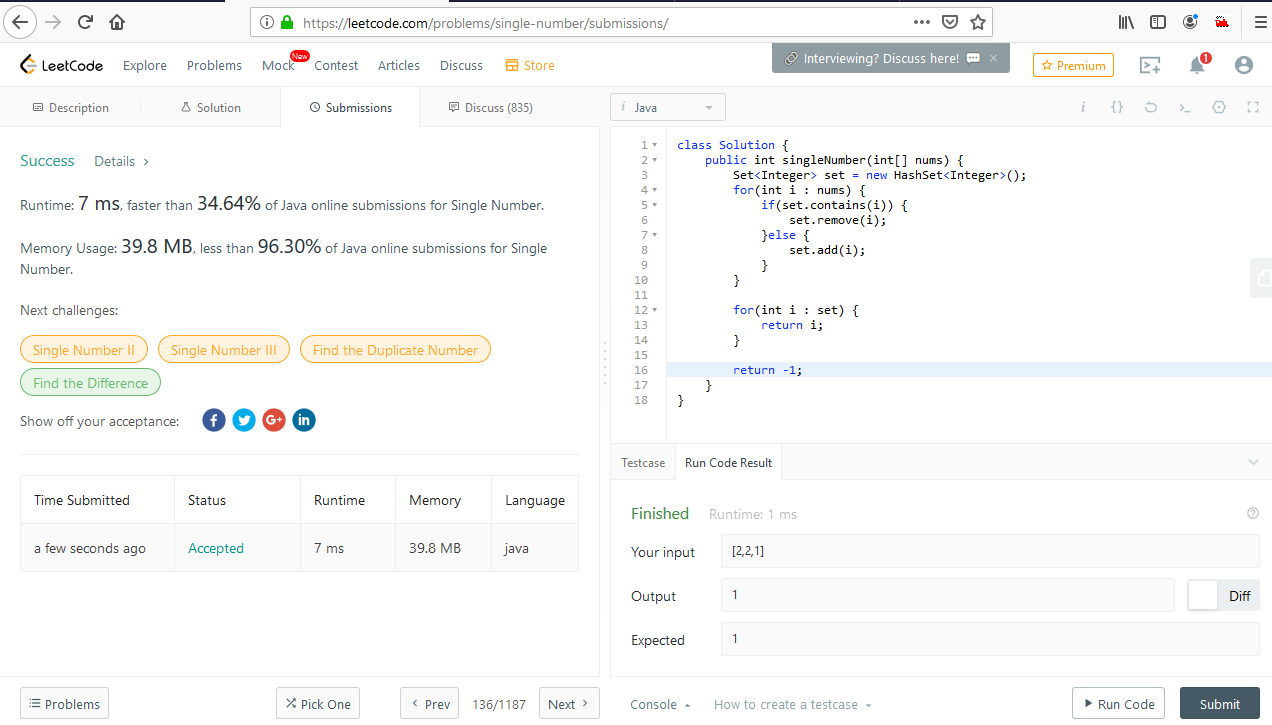 https://leetcode.com/problems/single-number/submissions/
LeetCode Explore Problems Mock New Contest Articles Discuss Store
Interviewing? Discuss here! Premium 1
Description Solution Submissions Discuss (835)
Success Details
Runtime: 7 ms, faster than 34.64% of Java online submissions for Single Number.
Memory Usage: 39.8 MB, less than 96.30% of Java online submissions for Single
Number.
Next challenges:
Single Number II Single Number III Find the Duplicate Number
Find the Difference
Show off your acceptance: f G+ in
Time Submitted Status Runtime Memory Language
a few seconds ago Accepted 7 ms 39.8 MB java
Problems Pick One Prev 136/1187 Next
i Java i {}
1 class Solution {
2 public int singleNumber(int[] nums) {
3 Set<Integer> set = new HashSet<Integer>();
4 for(int i : nums) {
5 if(set.contains(i)) {
6 set.remove(i);
7 }else {
8 set.add(i);
9 }
10 }
11
12 for(int i : set) {
13 return i;
14 }
15
16 return -1;
17 }
18 }
Testcase Run Code Result
Finished Runtime: 1 ms
Your input [2,2,1]
Output 1 Diff
Expected 1
Console How to create a testcase Run Code Submit